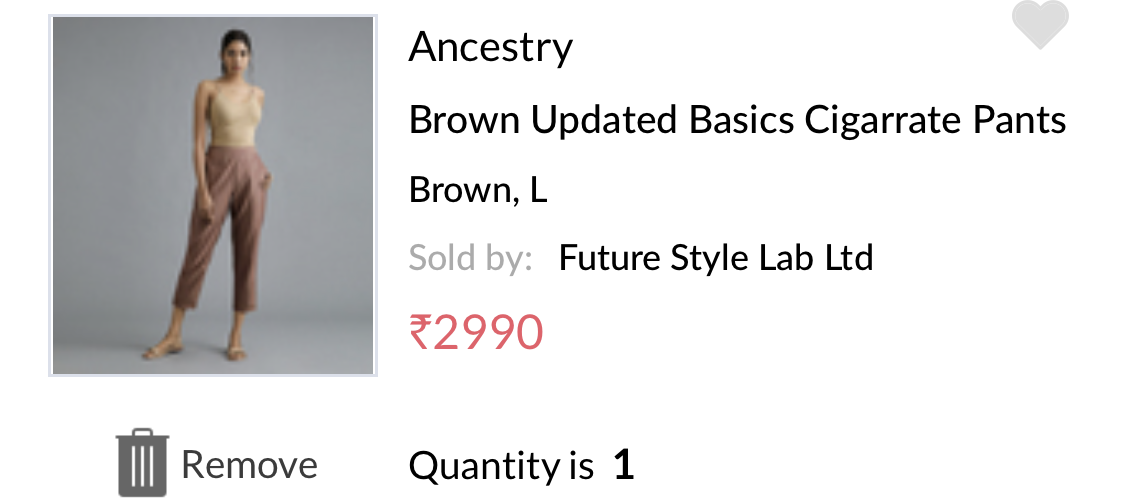 Ancestry
Brown Updated Basics Cigarrate Pants
Brown, L
Sold by: Future Style Lab Ltd
₹2990
Remove
Quantity is 1